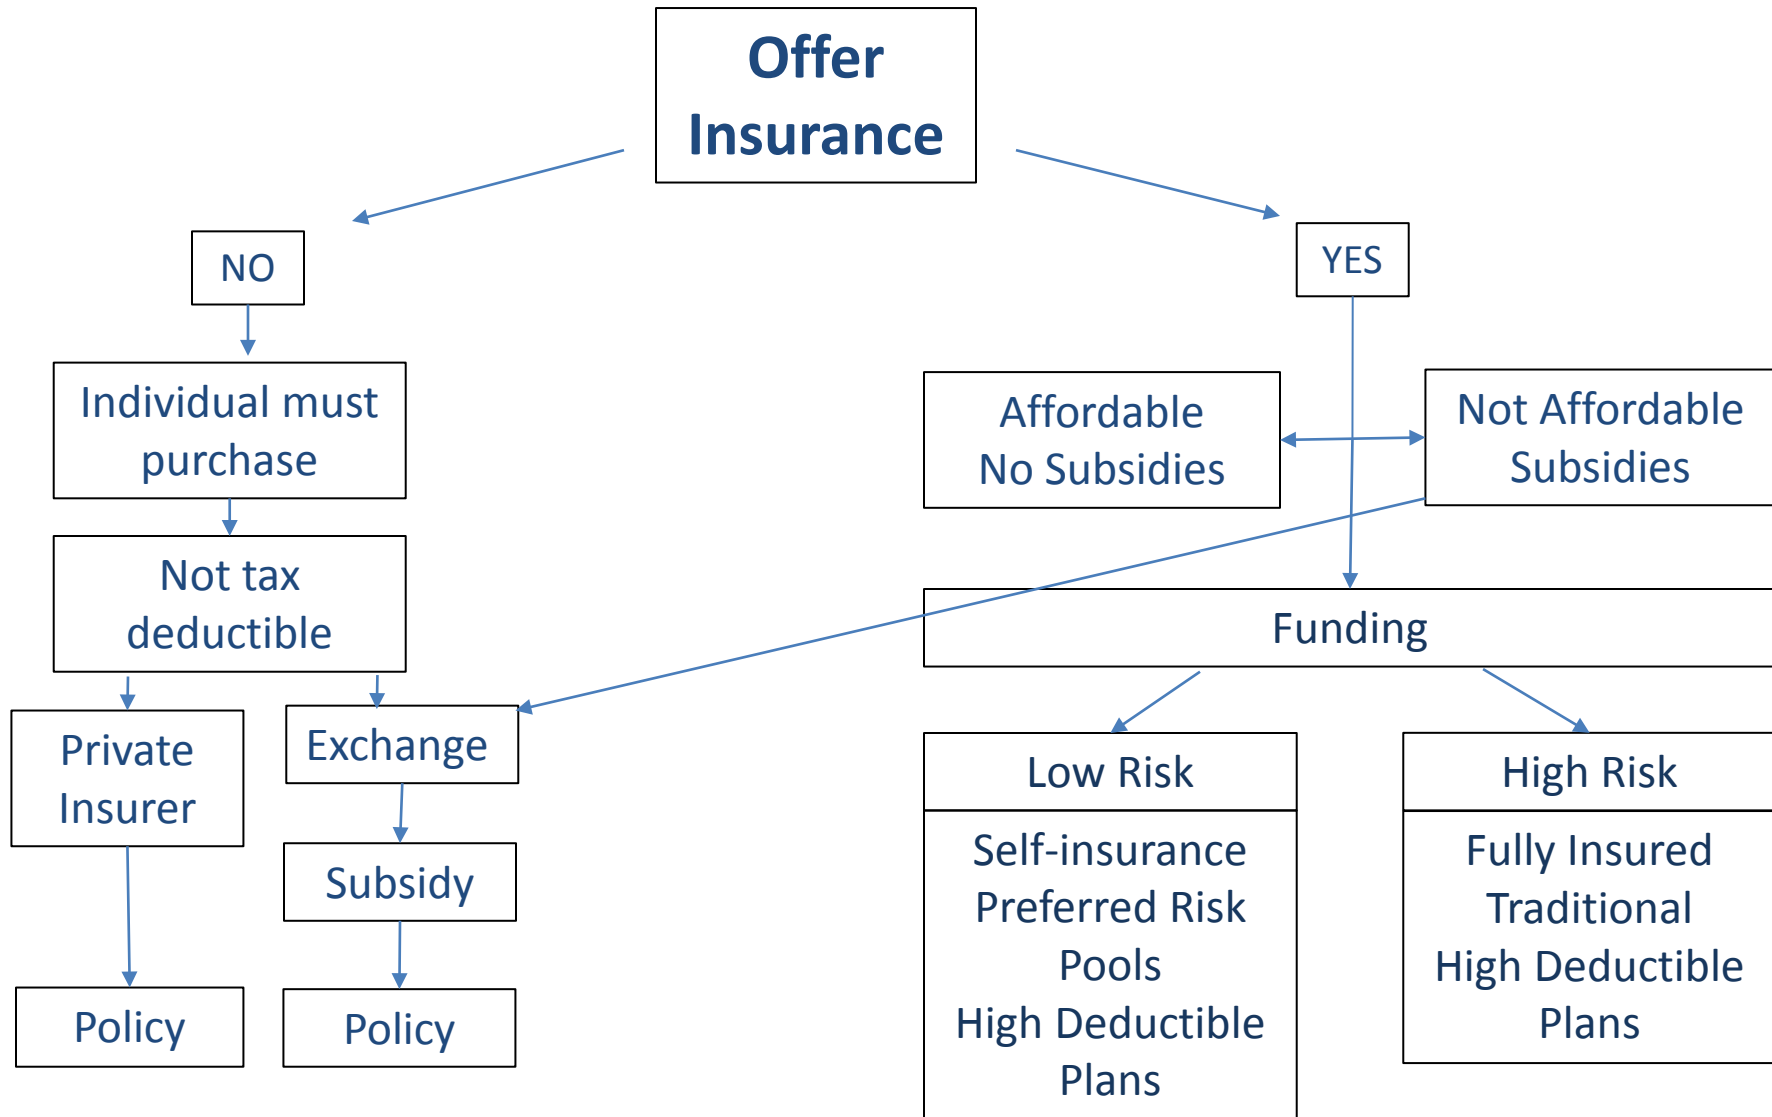 Offer
Insurance
NO
YES
Individual must
purchase
Affordable
No Subsidies
Not Affordable
Subsidies
Not tax
deductible
Funding
Private
Insurer
Exchange
Low Risk
High Risk
Subsidy
Self-insurance
Preferred Risk
Pools
High Deductible
Plans
Fully Insured
Traditional
High Deductible
Plans
Policy
Policy